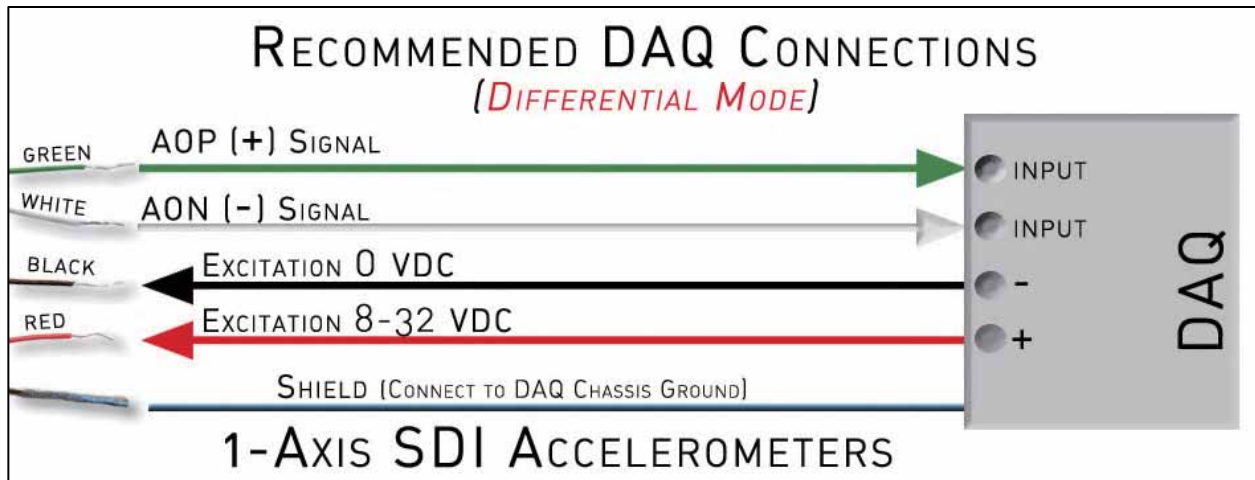 RECOMMENDED DAQ CONNECTIONS
(DIFFERENTIAL MODE)
GREEN
AOP (+) SIGNAL
INPUT
WHITE
AON (-) SIGNAL
INPUT
BLACK
EXCITATION 0 VDC
-
RED
EXCITATION 8-32 VDC
+
DAQ
SHIELD (CONNECT TO DAQ CHASSIS GROUND)
1-AXIS SDI ACCELEROMETERS